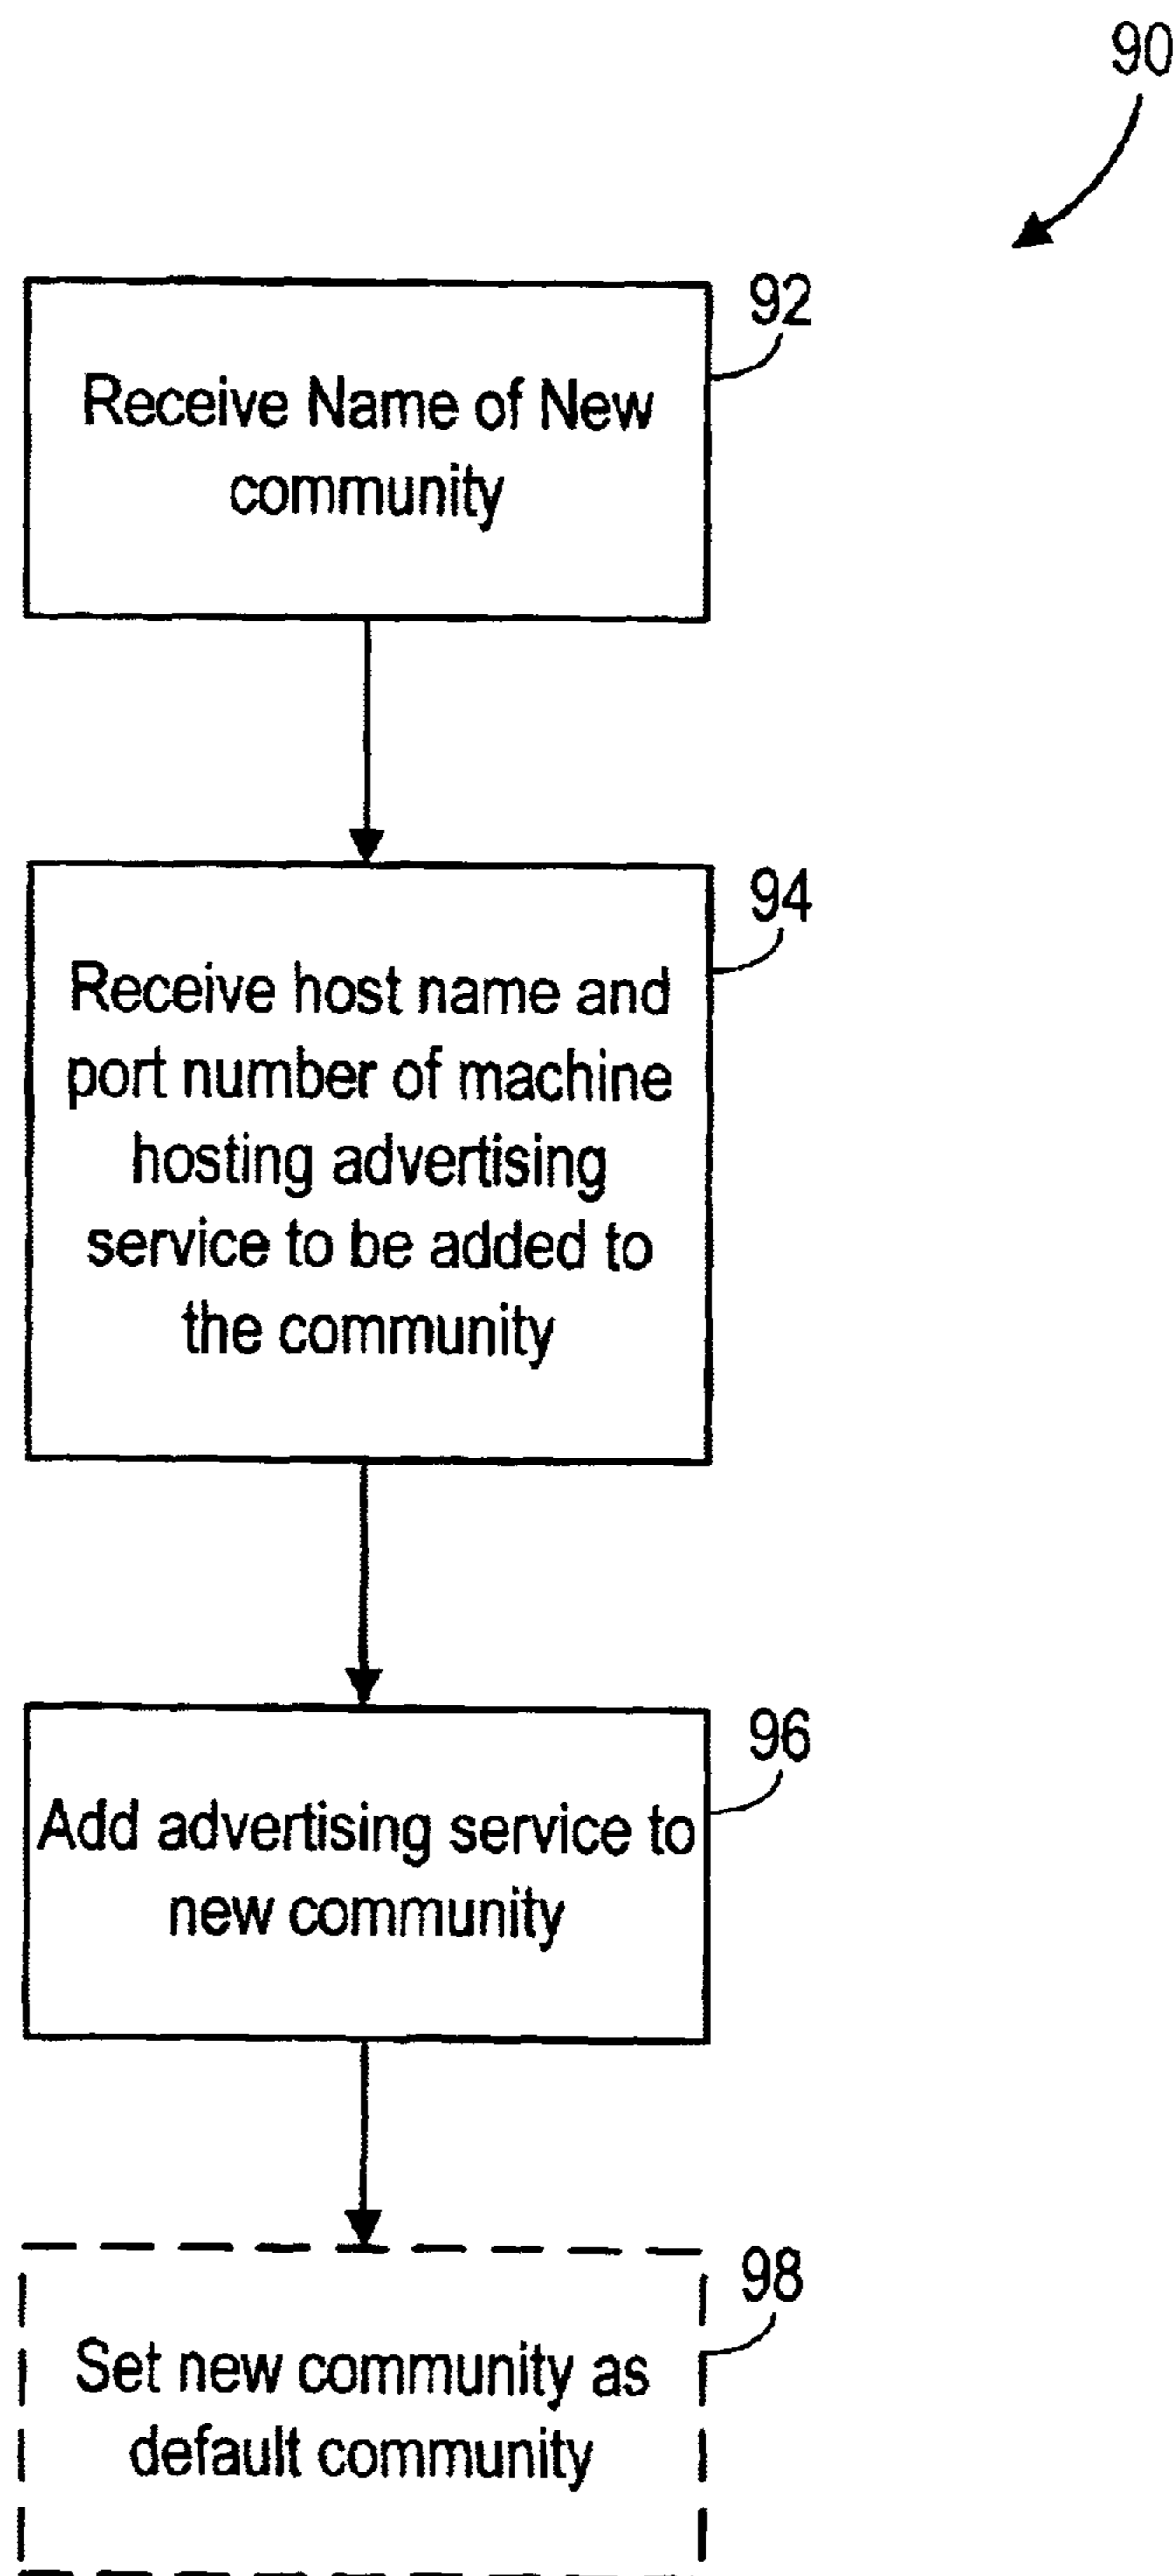 90
92
Receive Name of New
community
94
Receive host name and
port number of machine
hosting advertising
service to be added to
the community
96
Add advertising service to
new community
98
Set new community as
default community